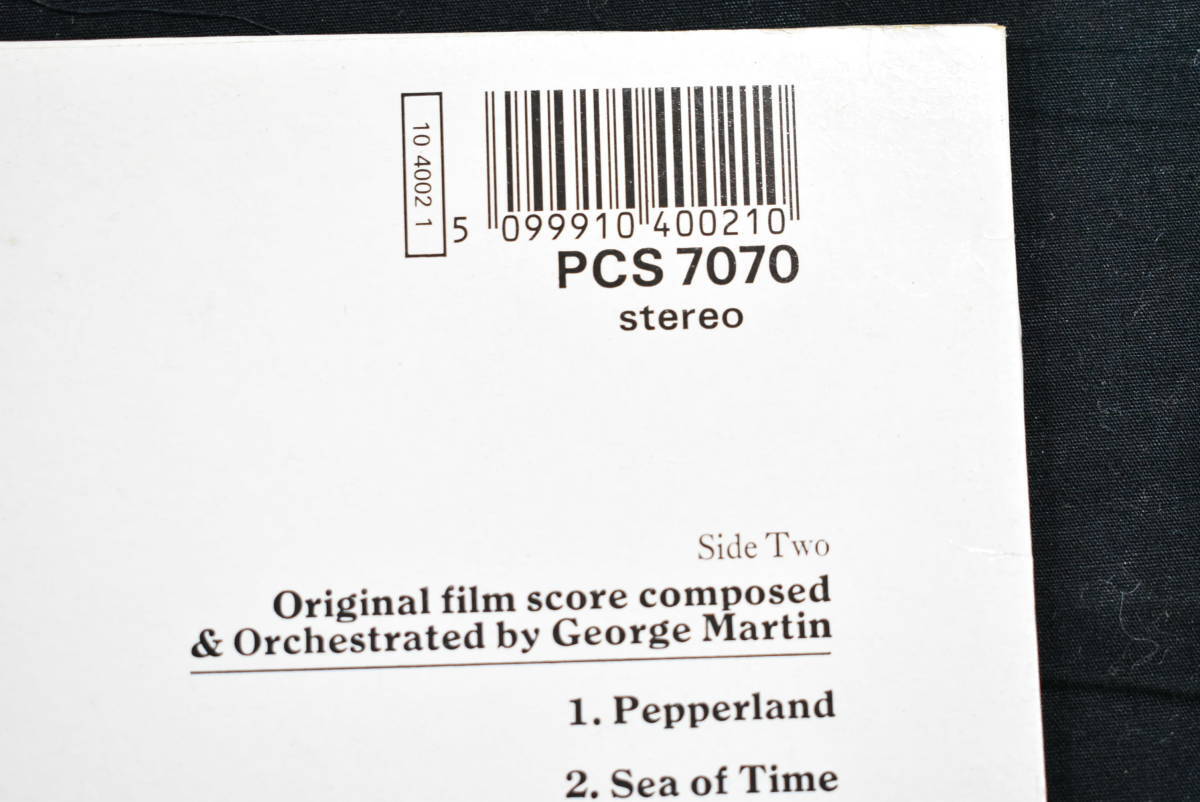 10 4002 1
5 099910 400210
PCS 7070
stereo
Side Two
Original film score composed
& Orchestrated by George Martin
1. Pepperland
2. Sea of Time